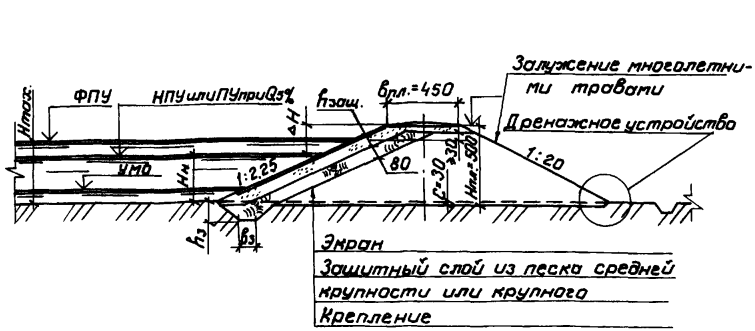 Hmax.
ФПУ
НПУ или ПУ при Q5%
УМО
Hн
1:2,25
ΔH
hзащ.
bпл.=450
80
C=30
≥30
Hпл=500
1:20
Залужение многолетни-
ми травами
Дренажное устройство
hз
bз
Экран
Защитный слой из песка средней
крупности или крупного
Крепление